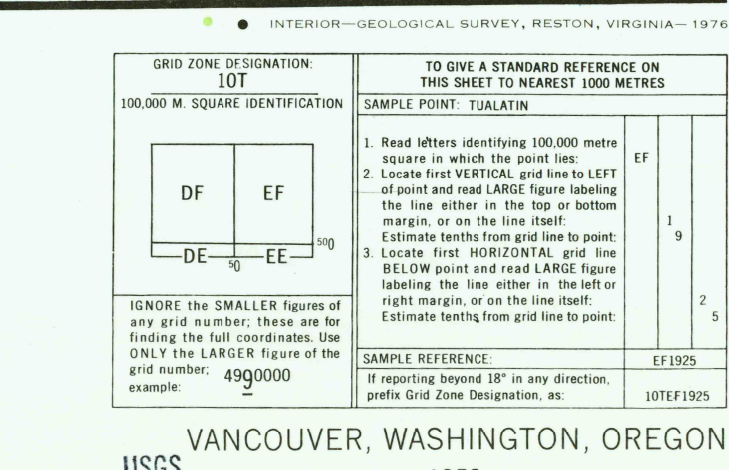 INTERIOR—GEOLOGICAL SURVEY, RESTON, VIRGINIA—1976
GRID ZONE DESIGNATION:
10T
100,000 M. SQUARE IDENTIFICATION
DF EF
DE EE
500
50
IGNORE the SMALLER figures of
any grid number; these are for
finding the full coordinates. Use
ONLY the LARGER figure of the
grid number;
example: 4990000
TO GIVE A STANDARD REFERENCE ON
THIS SHEET TO NEAREST 1000 METRES
SAMPLE POINT: TUALATIN
1. Read letters identifying 100,000 metre
square in which the point lies: EF
2. Locate first VERTICAL grid line to LEFT
of point and read LARGE figure labeling
the line either in the top or bottom
margin, or on the line itself: 1
Estimate tenths from grid line to point: 9
3. Locate first HORIZONTAL grid line
BELOW point and read LARGE figure
labeling the line either in the left or
right margin, or on the line itself: 2
Estimate tenths from grid line to point: 5
SAMPLE REFERENCE: EF1925
If reporting beyond 18° in any direction,
prefix Grid Zone Designation, as: 10TEF1925
VANCOUVER, WASHINGTON, OREGON
USGS